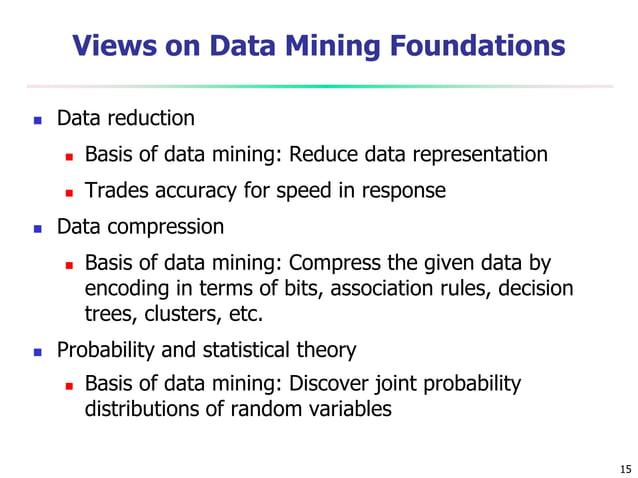 Views on Data Mining Foundations
Data reduction
Basis of data mining: Reduce data representation
Trades accuracy for speed in response
Data compression
Basis of data mining: Compress the given data by
encoding in terms of bits, association rules, decision
trees, clusters, etc.
Probability and statistical theory
Basis of data mining: Discover joint probability
distributions of random variables
15